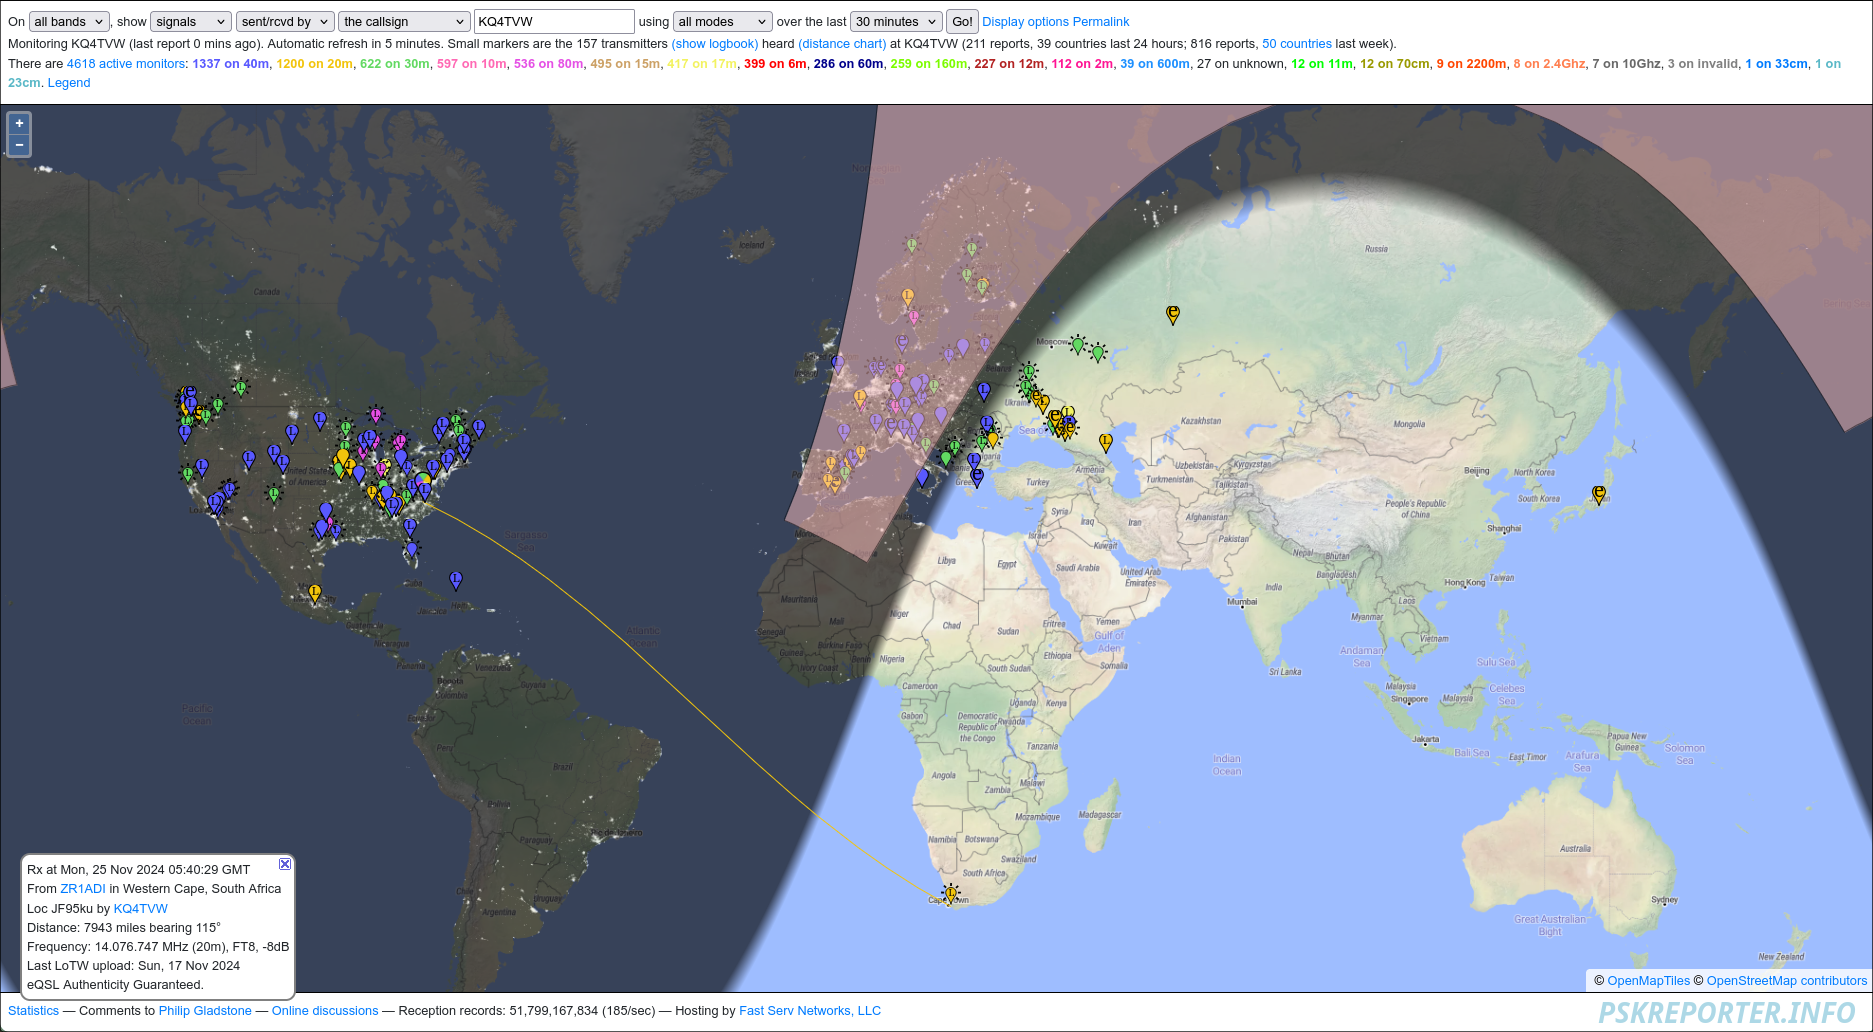 On all bands , show signals sent/rcvd by the callsign KQ4TVW using all modes over the last 30 minutes Go! Display options Permalink
Monitoring KQ4TVW (last report 0 mins ago). Automatic refresh in 5 minutes. Small markers are the 157 transmitters (show logbook) heard (distance chart) at KQ4TVW (211 reports, 39 countries last 24 hours; 816 reports, 50 countries last week).
There are 4618 active monitors: 1337 on 40m, 1200 on 20m, 622 on 30m, 597 on 10m, 536 on 80m, 495 on 15m, 417 on 17m, 399 on 6m, 286 on 60m, 259 on 160m, 227 on 12m, 112 on 2m, 39 on 600m, 27 on unknown, 12 on 11m, 12 on 70cm, 9 on 2200m, 8 on 2.4Ghz, 7 on 10Ghz, 3 on invalid, 1 on 33cm, 1 on
23cm. Legend
+
−
Iceland
Russia
Canada
Moscow
Belarus
Ukraine
Kazakhstan
Mongolia
United States
of America
Uzbekistan
Kyrgyzstan
Armenia
Turkmenistan
Tajikistan
Beijing
North Korea
Turkey
South Korea
People's Republic
of China
Syria
Iran
Afghanistan
Iraq
Shanghai
Sargasso
Sea
Israel
Pakistan
Kuwait
Nepal
Bhutan
Libya
Egypt
Saudi Arabia
United Arab
Emirates
India
Bangladesh
Taiwan
Hong Kong
Mumbai
Laos
Cuba
Haiti
Jamaica
Mauritania
Myanmar
Niger
Mali
Chad
Sudan
Eritrea
Yemen
Vietnam
Guatemala
Nicaragua
Atlantic
Ocean
Senegal
Burkina Faso
Gulf of
Aden
Andaman
Sea
Guinea
Ivory Coast
Benin
Nigeria
Ethiopia
Somalia
Sulu Sea
Panama
Venezuela
South Sudan
Sri Lanka
Guyana
Bogota
Colombia
Cameroon
Malaysia
Malaysia
Singapore
Celebes
Sea
Uganda
Kenya
Pacific
Ocean
Ecuador
Gabon
Democratic
Republic of
the Congo
Rwanda
Peru
Tanzania
Jakarta
Bali Sea
Papua New
Guinea
Solomon
Sea
East Timor
Arafura
Sea
Indian
Ocean
Brazil
Angola
Malawi
Zambia
Bolivia
Mozambique
Madagascar
Rio de Janeiro
Paraguay
Namibia
Botswana
Swaziland
Australia
South Africa
Chile
Uruguay
Cape Town
Sydney
Argentina
Great Australian
Bight
New Zealand
Rx at Mon, 25 Nov 2024 05:40:29 GMT
From ZR1ADI in Western Cape, South Africa
Loc JF95ku by KQ4TVW
Distance: 7943 miles bearing 115°
Frequency: 14.076.747 MHz (20m), FT8, -8dB
Last LoTW upload: Sun, 17 Nov 2024
eQSL Authenticity Guaranteed.
© OpenMapTiles © OpenStreetMap contributors
Statistics — Comments to Philip Gladstone — Online discussions — Reception records: 51,799,167,834 (185/sec) — Hosting by Fast Serv Networks, LLC
PSKREPORTER.INFO